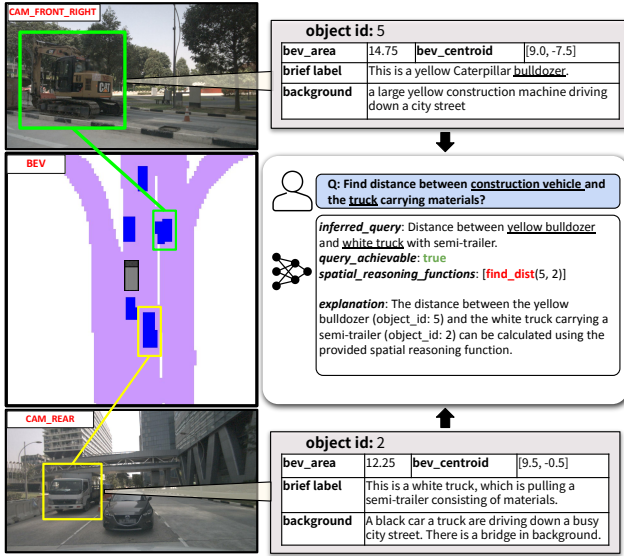 CAM_FRONT_RIGHT
CAT
object id: 5
bev_area 14.75 bev_centroid [9.0, -7.5]
brief label This is a yellow Caterpillar bulldozer.
background a large yellow construction machine driving
down a city street
BEV
Q: Find distance between construction vehicle and
the truck carrying materials?
inferred_query: Distance between yellow bulldozer
and white truck with semi-trailer.
query_achievable: true
spatial_reasoning_functions: [find_dist(5, 2)]
explanation: The distance between the yellow
bulldozer (object_id: 5) and the white truck carrying a
semi-trailer (object_id: 2) can be calculated using the
provided spatial reasoning function.
CAM_REAR
object id: 2
bev_area 12.25 bev_centroid [9.5, -0.5]
brief label This is a white truck, which is pulling a
semi-trailer consisting of materials.
background A black car a truck are driving down a busy
city street. There is a bridge in background.